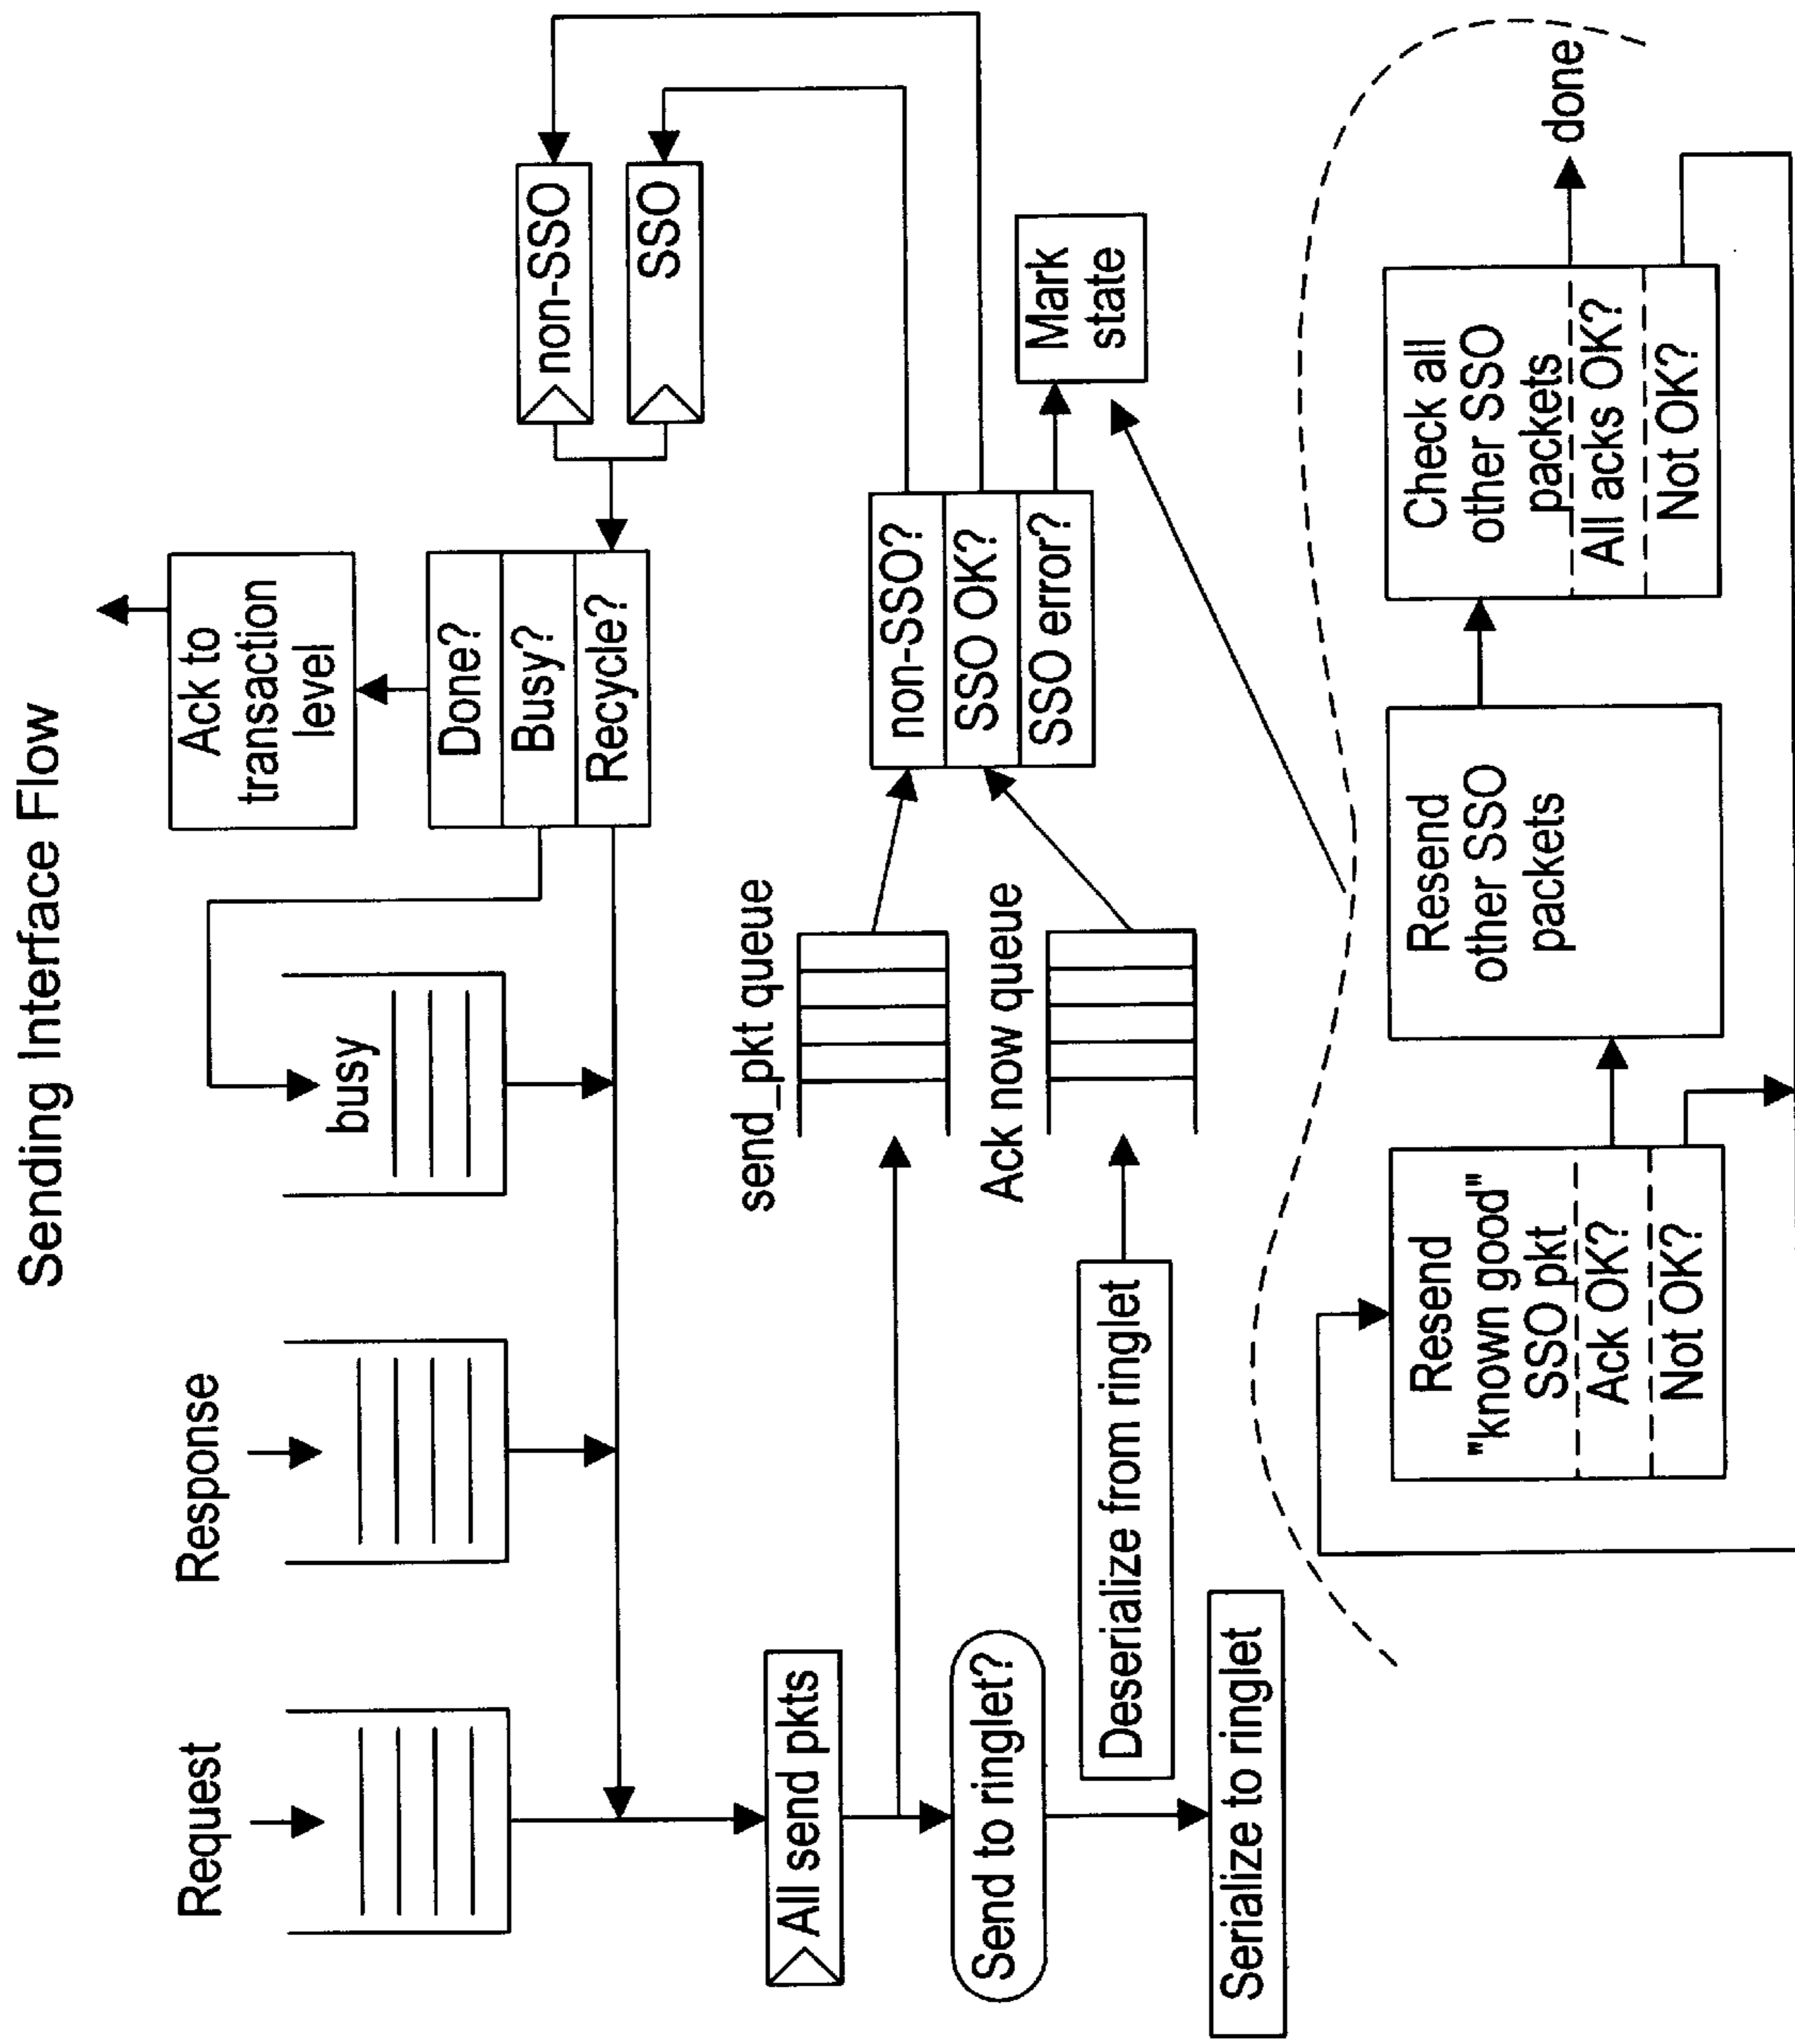 Sending Interface Flow
Request
Response
busy
Ack to
transaction
level
Done?
Busy?
Recycle?
non-SSO
SSO
All send pkts
send_pkt queue
Send to ringlet?
Ack now queue
Deserialize from ringlet
Serialize to ringlet
non-SSO?
SSO OK?
SSO error?
Mark
state
Resend
"known good"
SSO pkt
Ack OK?
Not OK?
Resend
other SSO
packets
Check all
other SSO
packets
All acks OK?
Not OK?
done